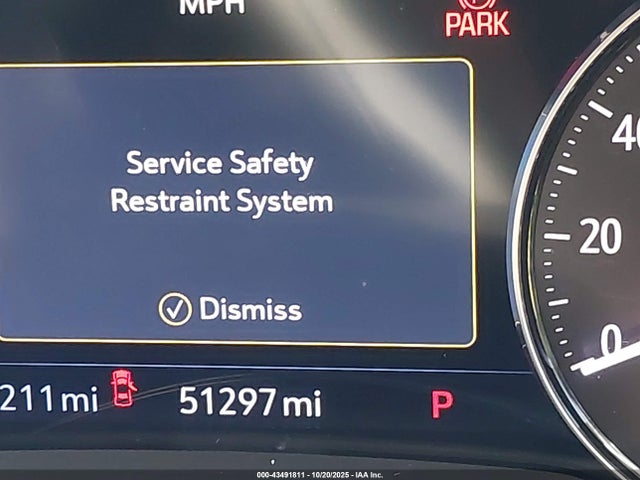 MPH
PARK
Service Safety
Restraint System
Dismiss
40
20
0
211 mi
51297 mi
P
000-43491811 - 10/20/2025 - IAA Inc.